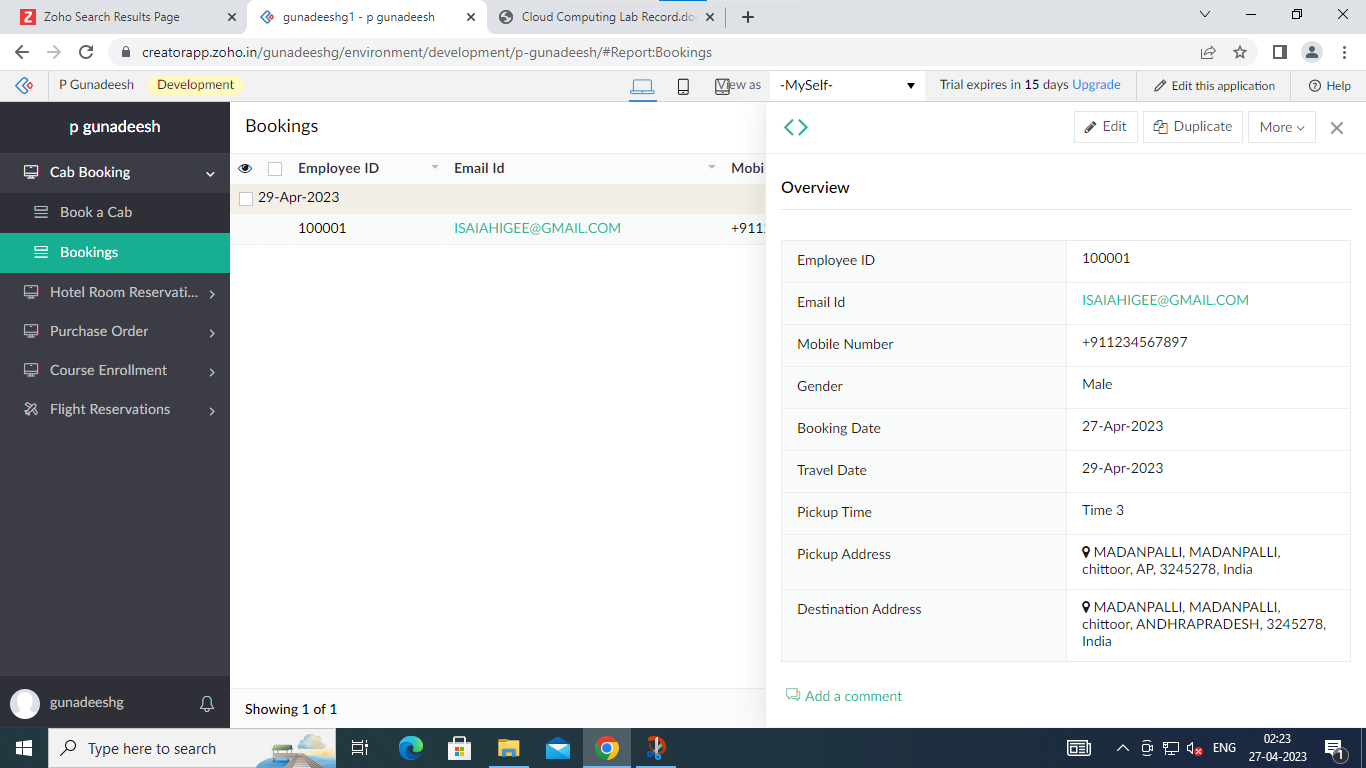 Zoho Search Results Page
gunadeeshg1 - p gunadeesh
Cloud Computing Lab Record.do
creatorapp.zoho.in/gunadeeshg/environment/development/p-gunadeesh/#Report:Bookings
P Gunadeesh
Development
View as
-MySelf-
Trial expires in 15 days Upgrade
Edit this application
Help
p gunadeesh
Cab Booking
Book a Cab
Bookings
Hotel Room Reservati...
Purchase Order
Course Enrollment
Flight Reservations
gunadeeshg
Bookings
Employee ID
Email Id
Mobi
29-Apr-2023
100001
ISAIAHIGEE@GMAIL.COM
+911
Showing 1 of 1
Edit
Duplicate
More
Overview
Employee ID
100001
Email Id
ISAIAHIGEE@GMAIL.COM
Mobile Number
+911234567897
Gender
Male
Booking Date
27-Apr-2023
Travel Date
29-Apr-2023
Pickup Time
Time 3
Pickup Address
MADANPALLI, MADANPALLI,
chittoor, AP, 3245278, India
Destination Address
MADANPALLI, MADANPALLI,
chittoor, ANDHRAPRADESH, 3245278,
India
Add a comment
Type here to search
ENG
02:23
27-04-2023
1